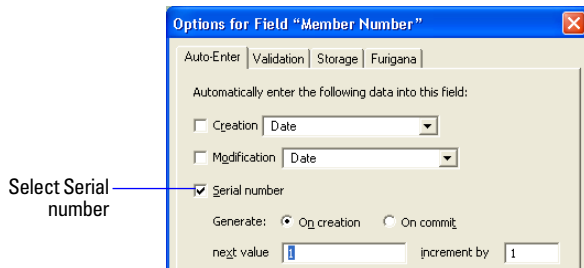 Options for Field “Member Number”
Auto-Enter Validation Storage Furigana
Automatically enter the following data into this field:
Creation Date
Modification Date
Select Serial number
Serial number
Generate: On creation On commit
next value 1 increment by 1